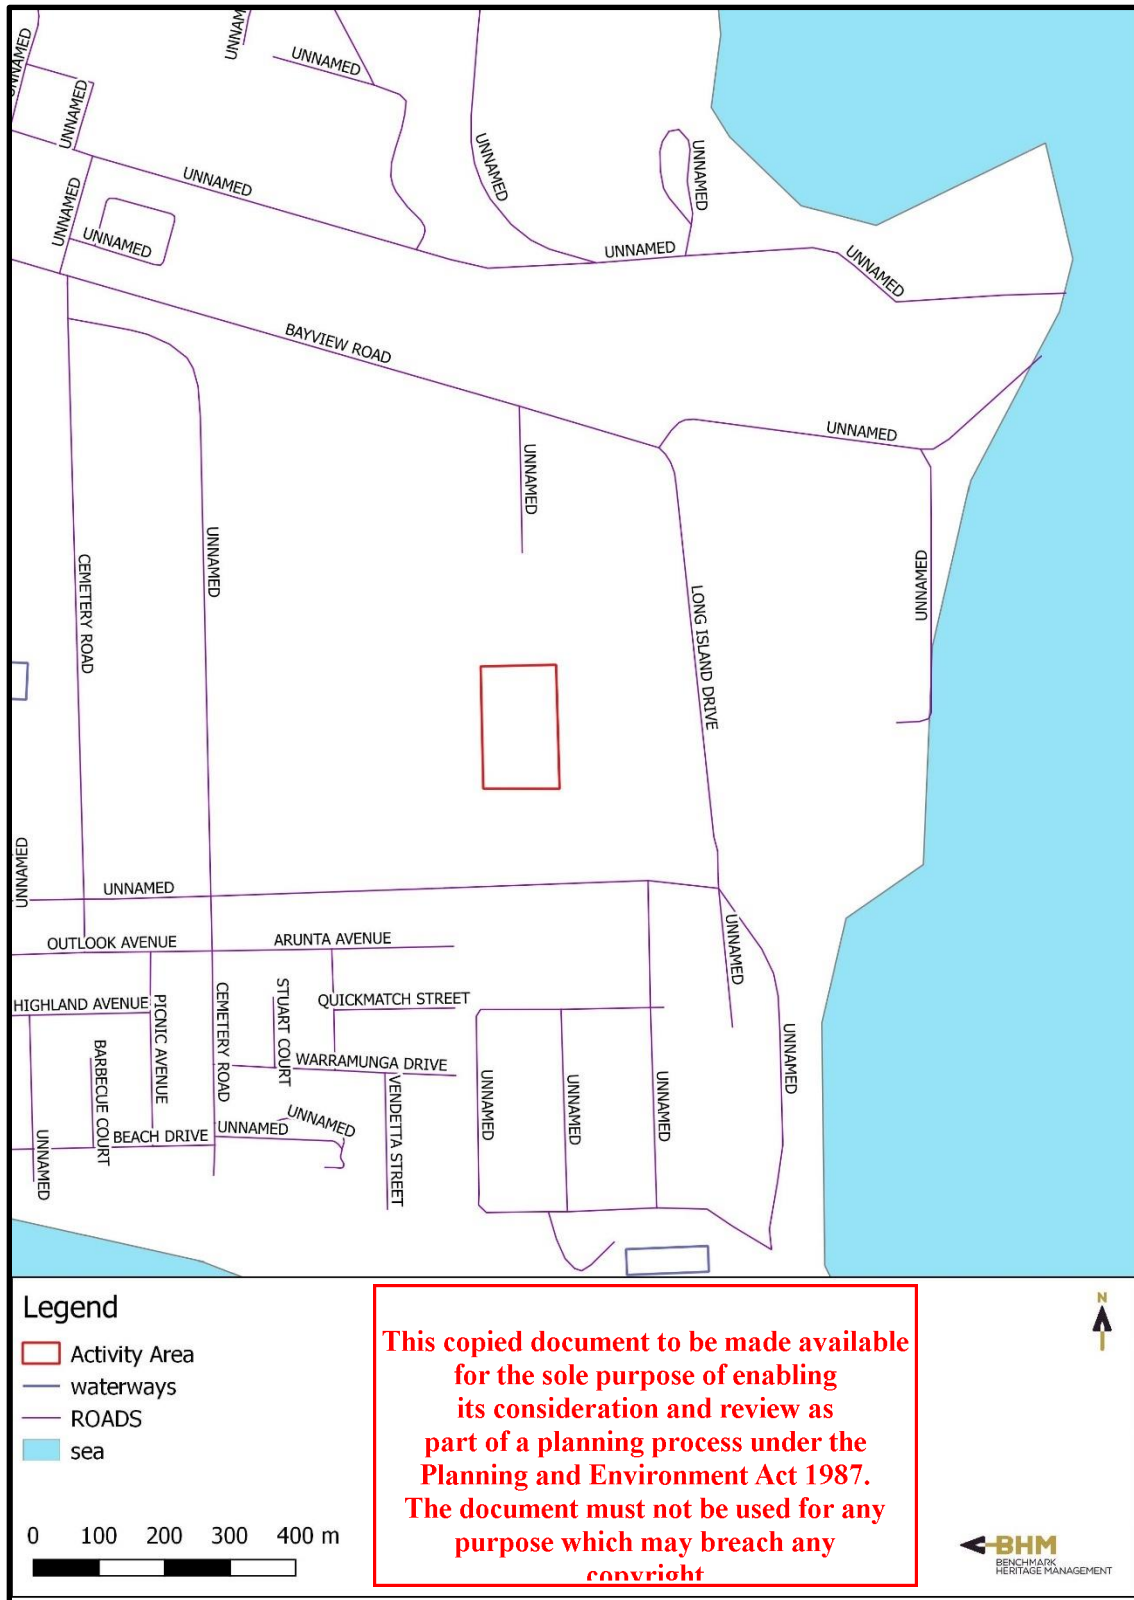 UNNAMED
UNNAMED
UNNAMED
UNNAMED
UNNAMED
UNNAMED
UNNAMED
UNNAMED
UNNAMED
UNNAMED
UNNAMED
UNNAMED
BAYVIEW ROAD
UNNAMED
UNNAMED
UNNAMED
CEMETERY ROAD
UNNAMED
LONG ISLAND DRIVE
UNNAMED
UNNAMED
OUTLOOK AVENUE
ARUNTA AVENUE
UNNAMED
HIGHLAND AVENUE
PICNIC AVENUE
CEMETERY ROAD
STUART COURT
QUICKMATCH STREET
BARBECUE COURT
WARRAMUNGA DRIVE
UNNAMED
VENDETTA STREET
UNNAMED
UNNAMED
UNNAMED
UNNAMED
BEACH DRIVE
UNNAMED
UNNAMED
Legend
Activity Area
waterways
ROADS
sea
0 100 200 300 400 m
This copied document to be made available
for the sole purpose of enabling
its consideration and review as
part of a planning process under the
Planning and Environment Act 1987.
The document must not be used for any
purpose which may breach any
copyright
N
BHM
BENCHMARK
HERITAGE MANAGEMENT